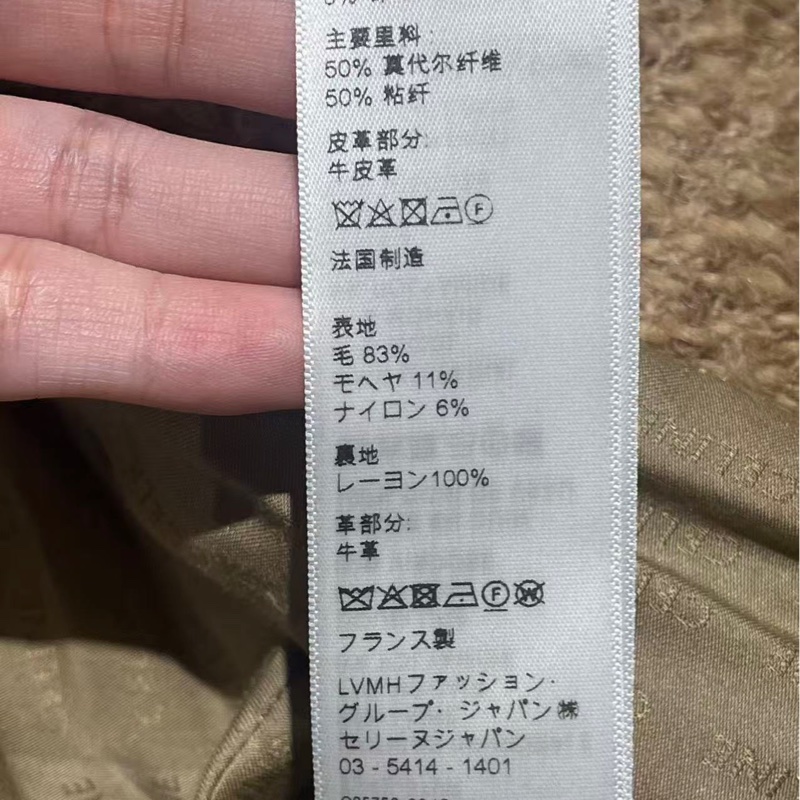 主要里料:
50% 莫代尔纤维
50% 粘纤
皮革部分:
牛皮革
F
法国制造
表地
毛 83%
モヘヤ 11%
ナイロン 6%
裏地
レーヨン100%
革部分:
牛革
F W
フランス製
LVMHファッション・
グループ・ジャパン㈱
セリーヌジャパン
03 - 5414 - 1401